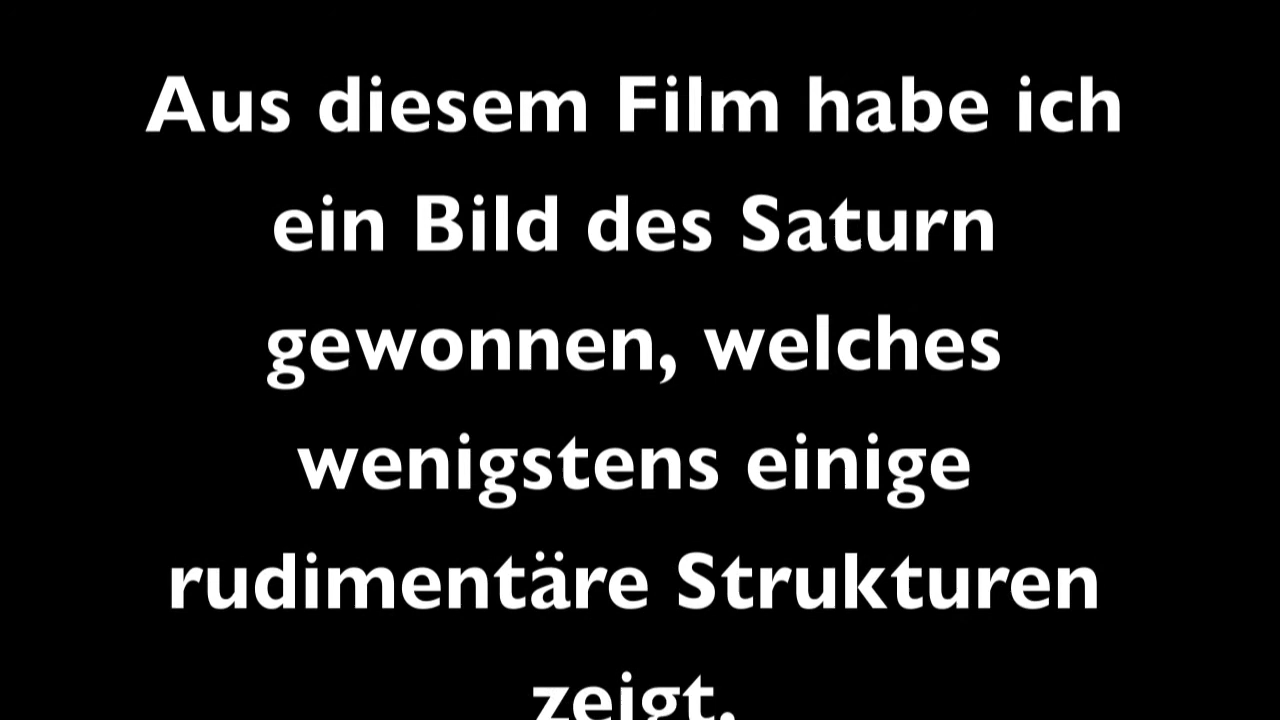 Aus diesem Film habe ich
ein Bild des Saturn
gewonnen, welches
wenigstens einige
rudimentäre Strukturen
zeigt.